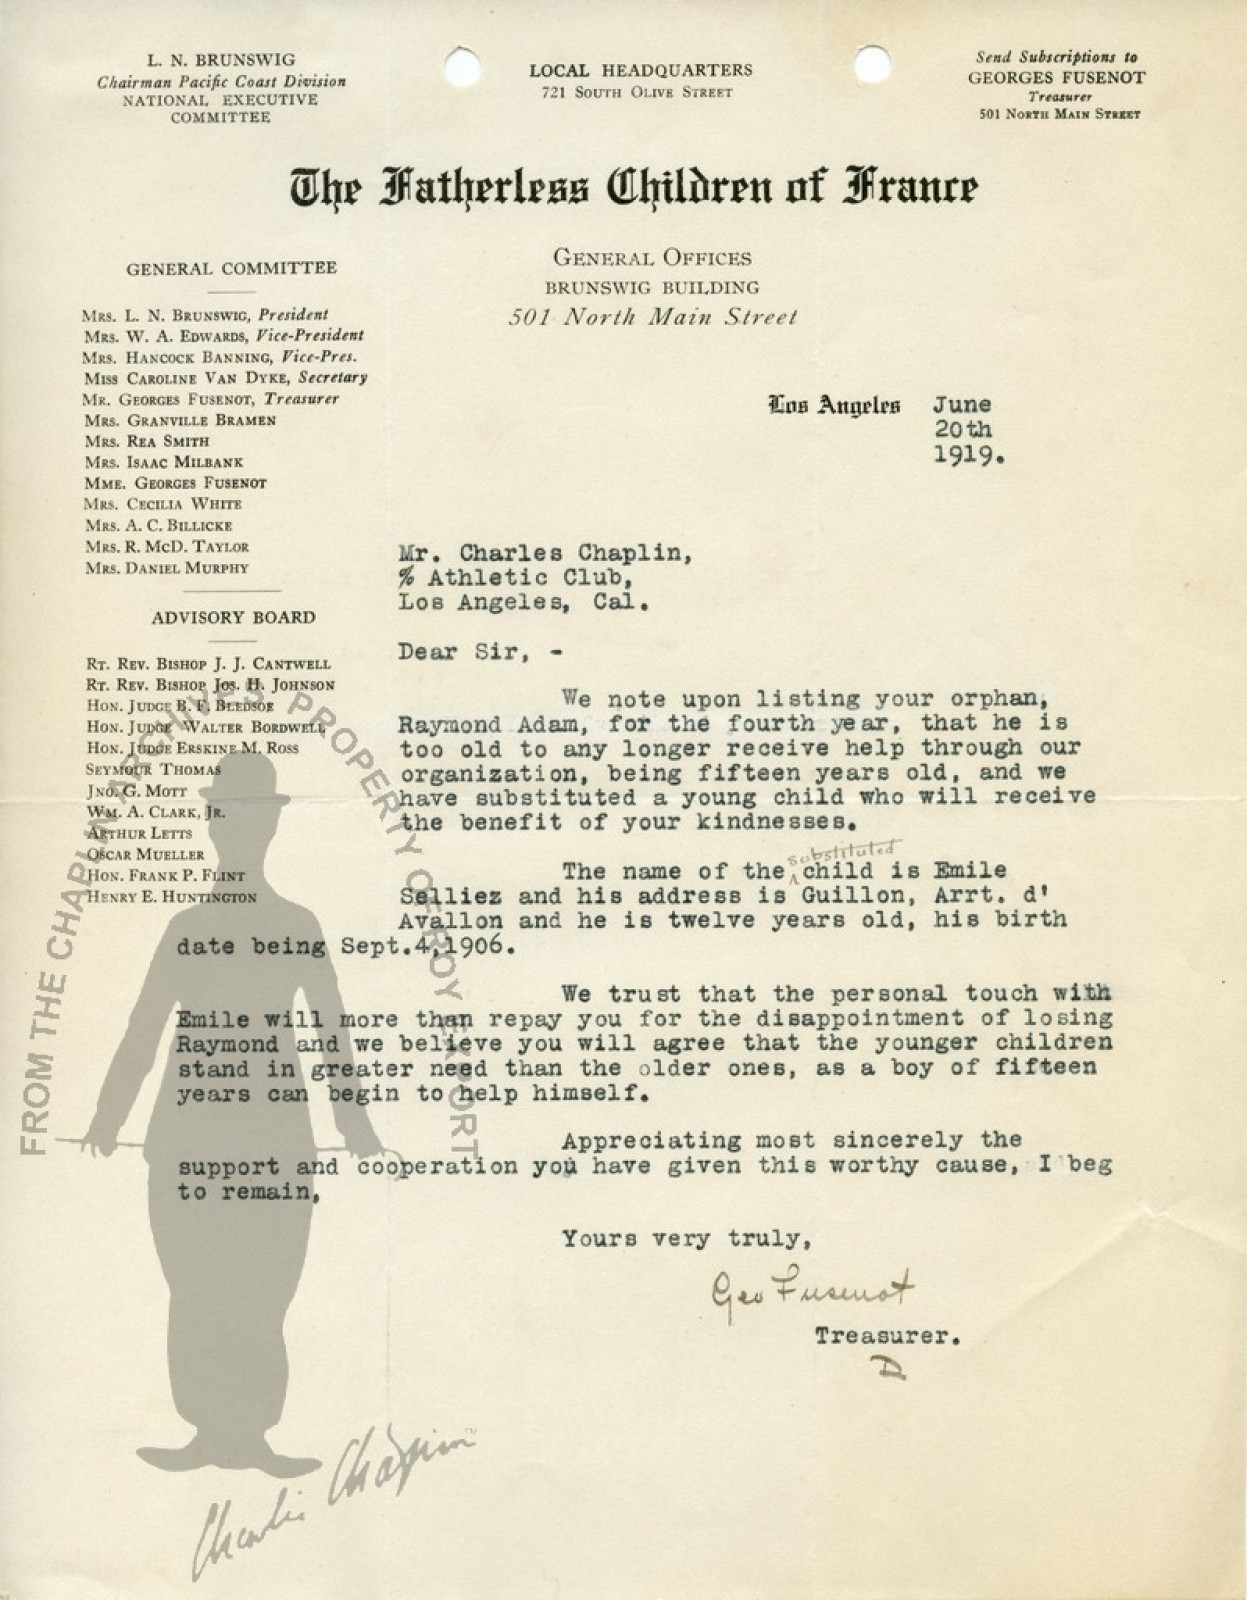 L. N. BRUNSWIG
Chairman Pacific Coast Division
NATIONAL EXECUTIVE
COMMITTEE
LOCAL HEADQUARTERS
721 SOUTH OLIVE STREET
Send Subscriptions to
GEORGES FUSENOT
Treasurer
501 NORTH MAIN STREET
The Fatherless Children of France
GENERAL OFFICES
BRUNSWIG BUILDING
501 North Main Street
GENERAL COMMITTEE
MRS. L. N. BRUNSWIG, President
MRS. W. A. EDWARDS, Vice-President
MRS. HANCOCK BANNING, Vice-Pres.
MISS CAROLINE VAN DYKE, Secretary
MR. GEORGES FUSENOT, Treasurer
MRS. GRANVILLE BRAMEN
MRS. REA SMITH
MRS. ISAAC MILBANK
MME. GEORGES FUSENOT
MRS. CECILIA WHITE
MRS. A. C. BILLICKE
MRS. R. MCD. TAYLOR
MRS. DANIEL MURPHY
ADVISORY BOARD
RT. REV. BISHOP J. J. CANTWELL
RT. REV. BISHOP JOS. H. JOHNSON
HON. JUDGE B. F. BLEDSOE
HON. JUDGE WALTER BORDWELL
HON. JUDGE ERSKINE M. ROSS
SEYMOUR THOMAS
JNO. G. MOTT
WM. A. CLARK, JR.
ARTHUR LETTS
OSCAR MUELLER
HON. FRANK P. FLINT
HENRY E. HUNTINGTON
Los Angeles June
20th
1919.
Mr. Charles Chaplin,
% Athletic Club,
Los Angeles, Cal.
Dear Sir, -
We note upon listing your orphan,
Raymond Adam, for the fourth year, that he is
too old to any longer receive help through our
organization, being fifteen years old, and we
have substituted a young child who will receive
the benefit of your kindnesses.
substituted
The name of the child is Emile
Selliez and his address is Guillon, Arrt. d'
Avallon and he is twelve years old, his birth
date being Sept.4,1906.
We trust that the personal touch with
Emile will more than repay you for the disappointment of losing
Raymond and we believe you will agree that the younger children
stand in greater need than the older ones, as a boy of fifteen
years can begin to help himself.
Appreciating most sincerely the
support and cooperation you have given this worthy cause, I beg
to remain,
Yours very truly,
Geo Fusenot
Treasurer.
D
FROM THE CHAPLIN ARCHIVES PROPERTY OF ROY EXPORT
Charlie Chaplin